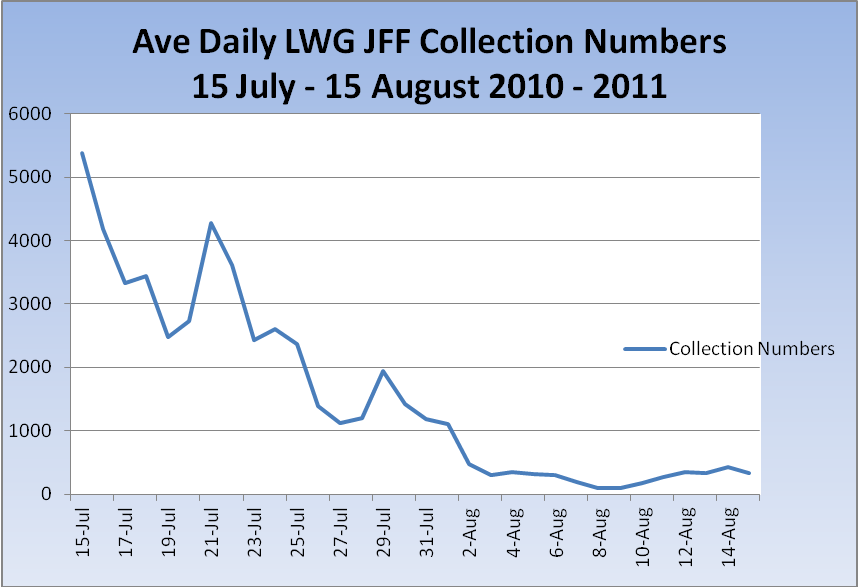 Ave Daily LWG JFF Collection Numbers
15 July - 15 August 2010 - 2011
6000
5000
4000
3000
2000
1000
0
Collection Numbers
15-Jul
17-Jul
19-Jul
21-Jul
23-Jul
25-Jul
27-Jul
29-Jul
31-Jul
2-Aug
4-Aug
6-Aug
8-Aug
10-Aug
12-Aug
14-Aug